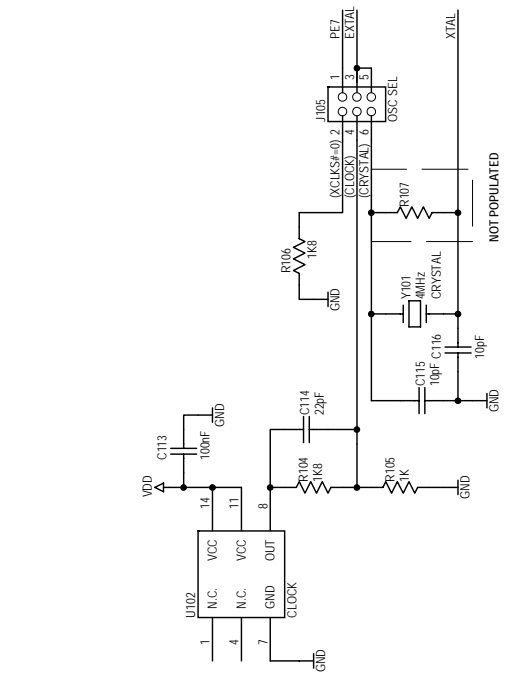 PE7
EXTAL
XTAL
1
3
5
J105
OSC SEL
2
4
6
(XCLKS#=0)
(CLOCK)
(CRYSTAL)
R107
NOT POPULATED
R106
1K8
GND
Y101
4MHz
CRYSTAL
C115
10pF
C116
10pF
GND
C114
22pF
C113
100nF
GND
VDD
R104
1K8
R105
1K
GND
14
11
8
U102
N.C.
VCC
N.C.
VCC
GND
OUT
CLOCK
1
4
7
GND